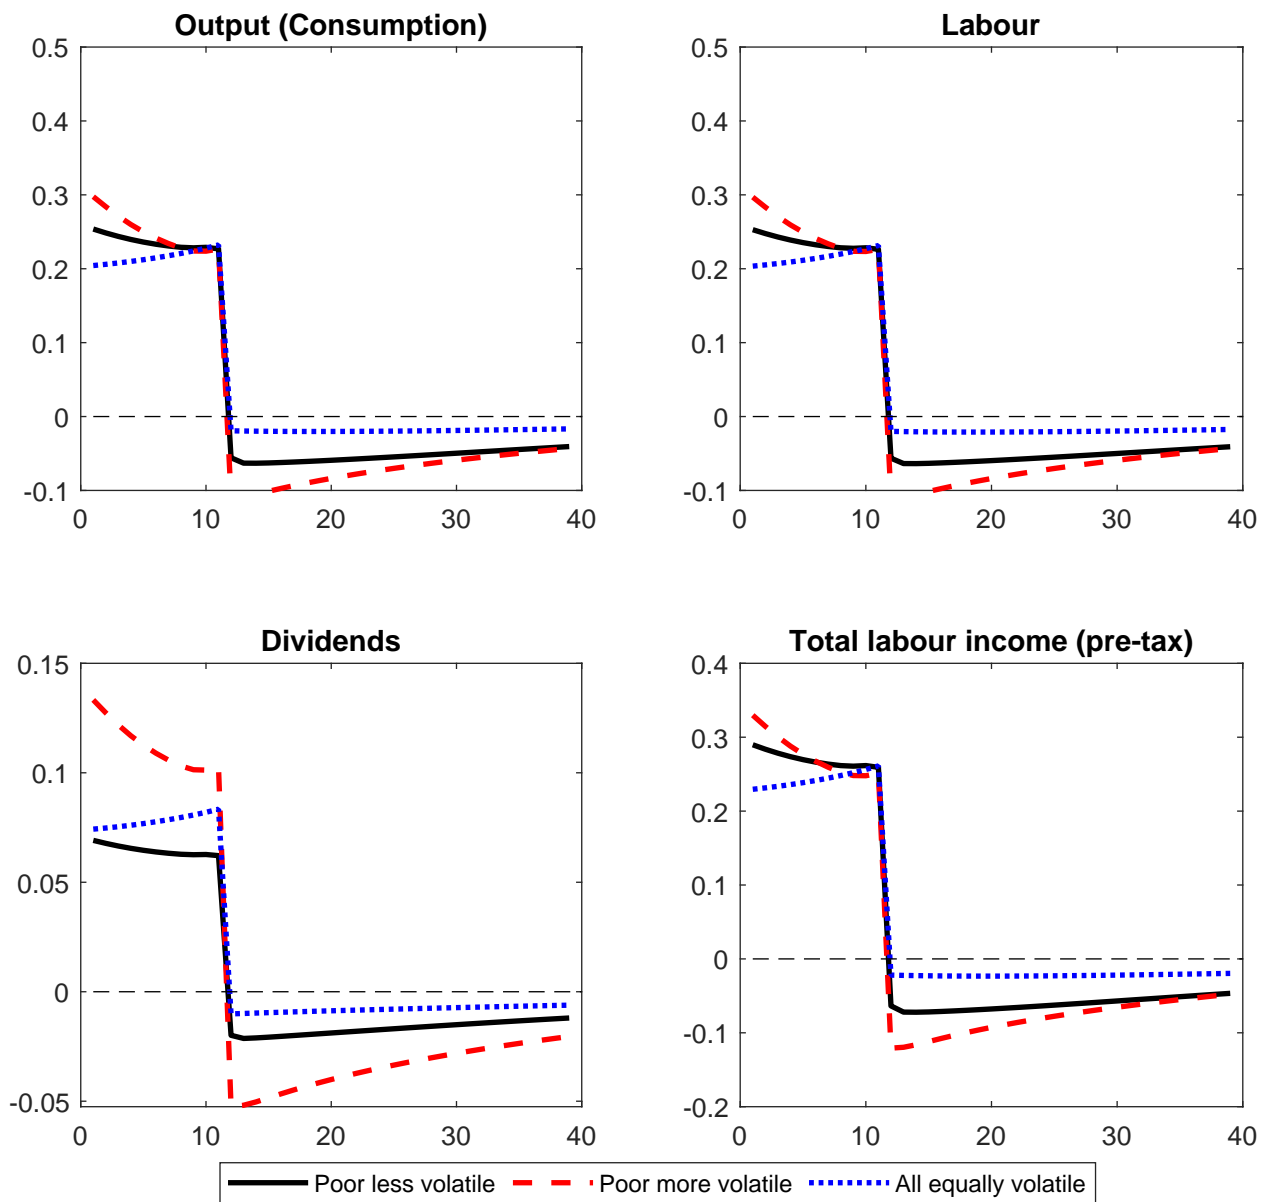 Output (Consumption)
0.5
0.4
0.3
0.2
0.1
0
-0.1
0 10 20 30 40
Labour
0.5
0.4
0.3
0.2
0.1
0
-0.1
0 10 20 30 40
Dividends
0.15
0.1
0.05
0
-0.05
0 10 20 30 40
Total labour income (pre-tax)
0.4
0.3
0.2
0.1
0
-0.1
-0.2
0 10 20 30 40
Poor less volatile Poor more volatile All equally volatile